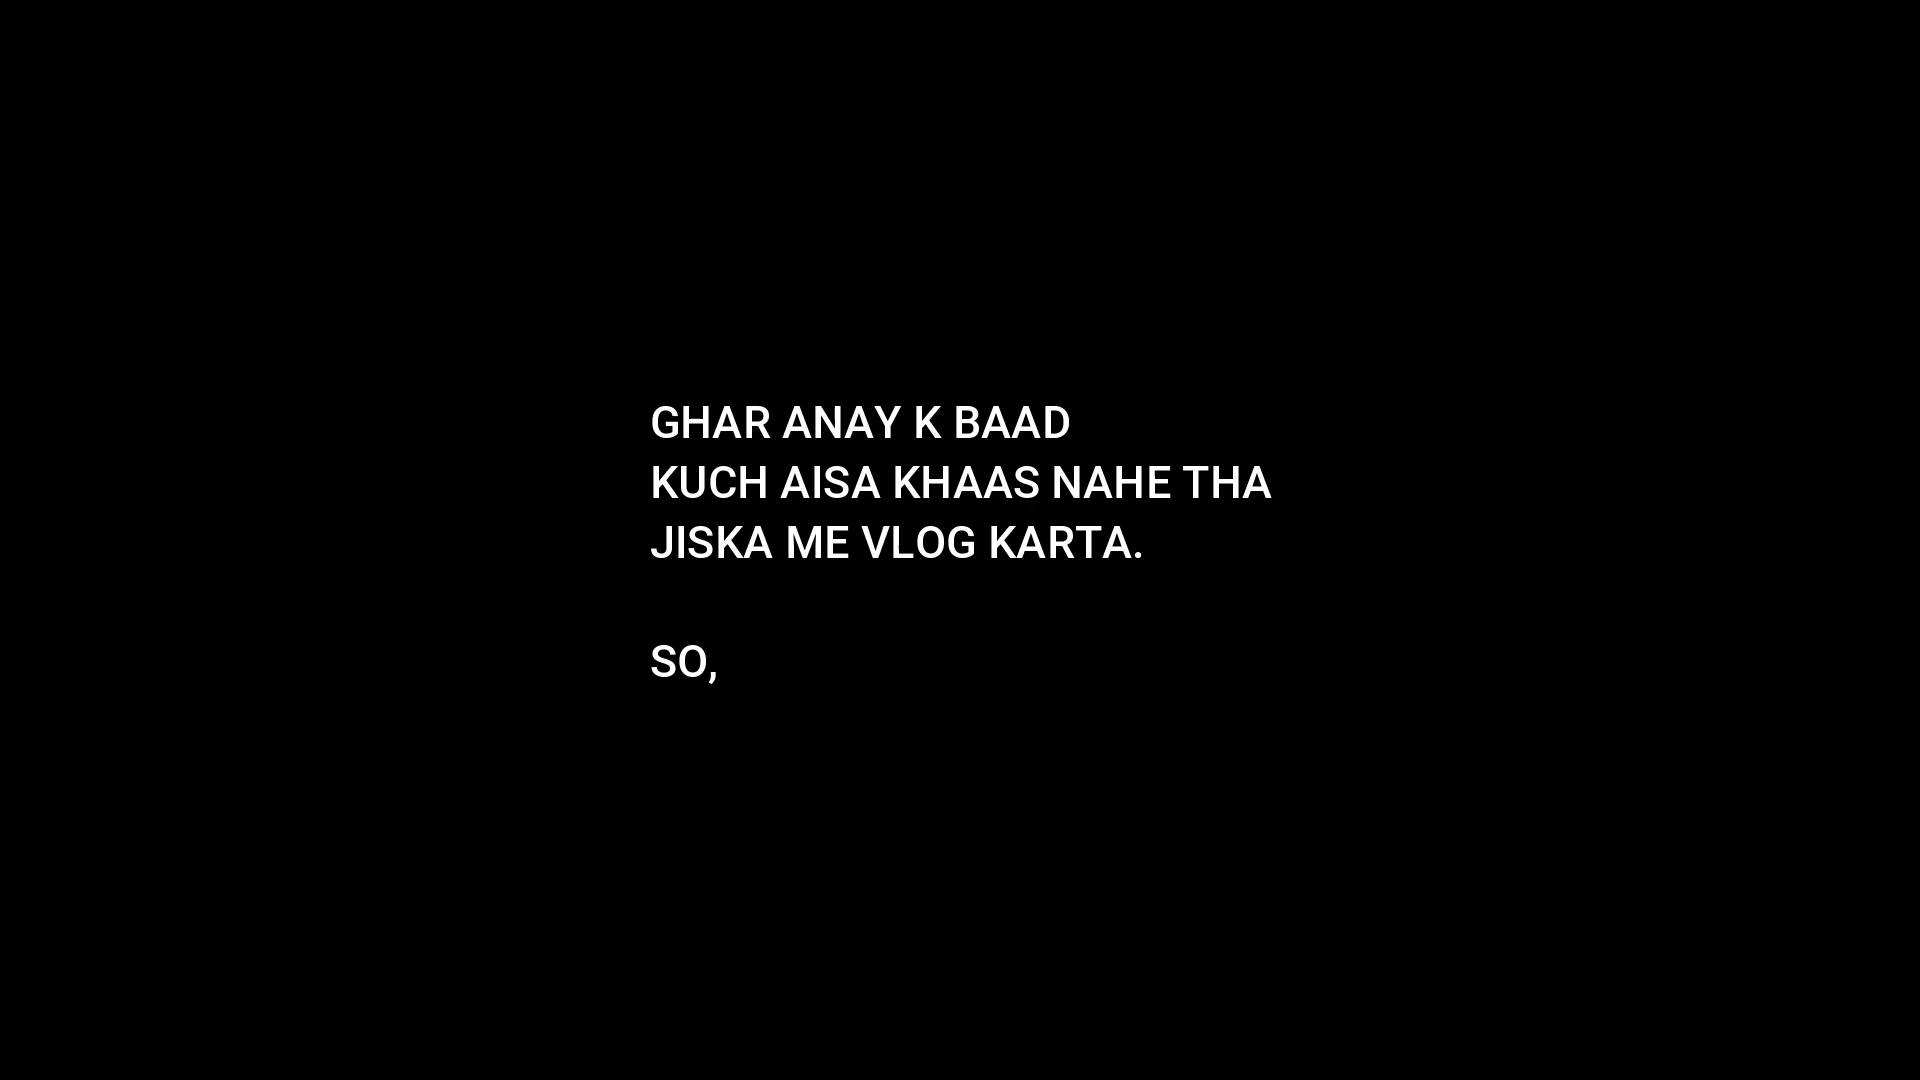 GHAR ANAY K BAAD
KUCH AISA KHAAS NAHE THA
JISKA ME VLOG KARTA.
SO,